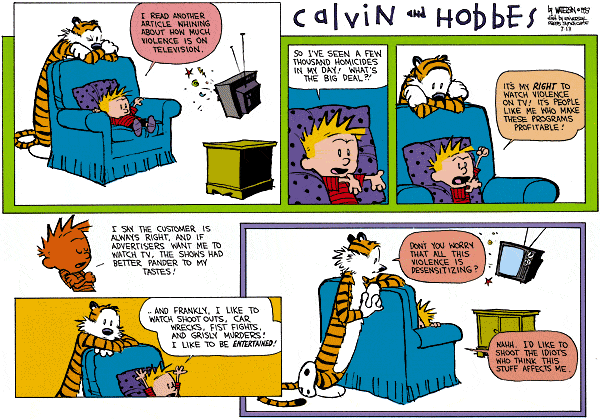 CALVIN and HOBBES
by WATERSON
I READ ANOTHER
ARTICLE WHINING
ABOUT HOW MUCH
VIOLENCE IS ON
TELEVISION.
SO I'VE SEEN A FEW
THOUSAND HOMICIDES
IN MY DAY! WHAT'S
THE BIG DEAL?!
IT'S MY RIGHT TO
WATCH VIOLENCE
ON TV! IT'S PEOPLE
LIKE ME WHO MAKE
THESE PROGRAMS
PROFITABLE!
I SAY THE CUSTOMER IS
ALWAYS RIGHT, AND IF
ADVERTISERS WANT ME TO
WATCH TV, THE SHOWS HAD
BETTER PANDER TO MY
TASTES!
..AND FRANKLY, I LIKE TO
WATCH SHOOT OUTS, CAR
WRECKS, FIST FIGHTS,
AND GRISLY MURDERS!
I LIKE TO BE ENTERTAINED!
DON'T YOU WORRY
THAT ALL THIS
VIOLENCE IS
DESENSITIZING?
NAHH. I'D LIKE TO
SHOOT THE IDIOTS
WHO THINK THIS
STUFF AFFECTS ME.